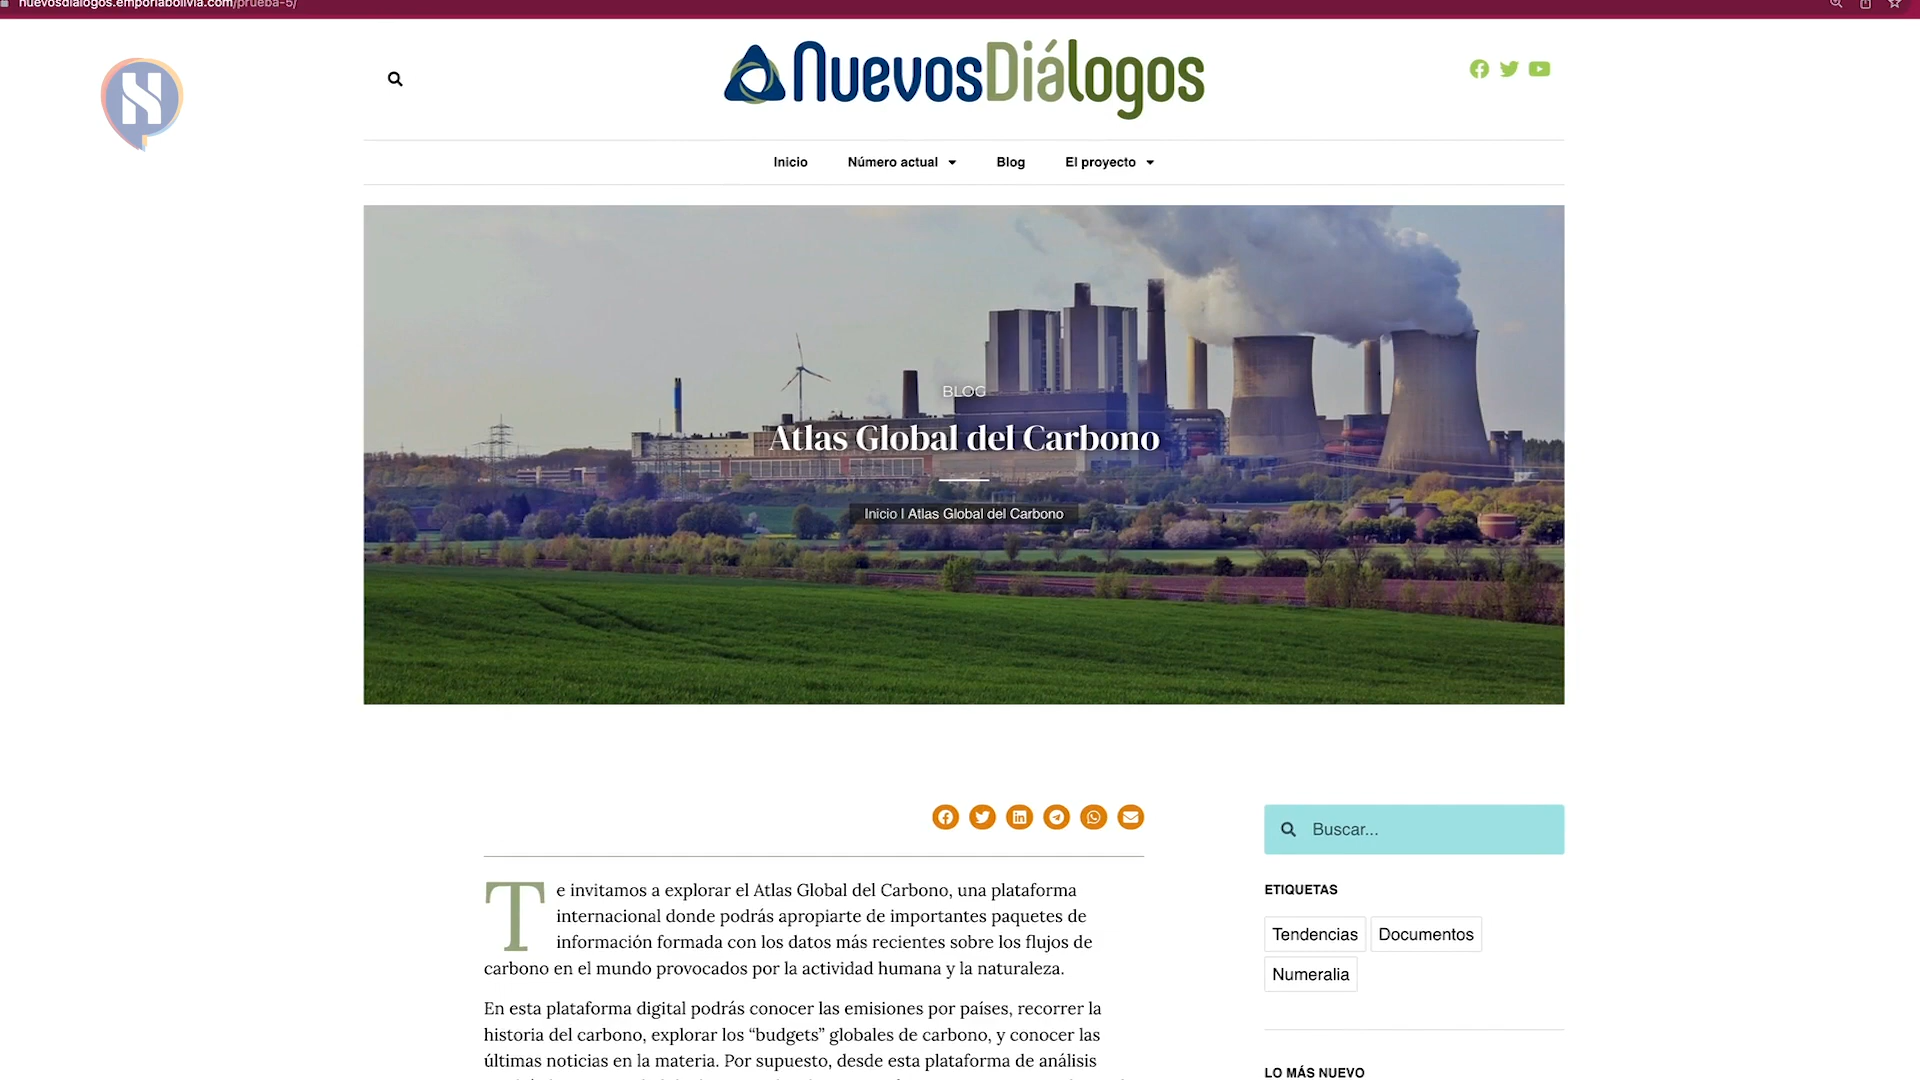 nuevosdialogos.emporiabolivia.com/prueba-5/
N
NuevosDiálogos
Inicio
Número actual
Blog
El proyecto
BLOG
Atlas Global del Carbono
Inicio | Atlas Global del Carbono
Te invitamos a explorar el Atlas Global del Carbono, una plataforma
internacional donde podrás apropiarte de importantes paquetes de
información formada con los datos más recientes sobre los flujos de
carbono en el mundo provocados por la actividad humana y la naturaleza.
En esta plataforma digital podrás conocer las emisiones por países, recorrer la
historia del carbono, explorar los “budgets” globales de carbono, y conocer las
últimas noticias en la materia. Por supuesto, desde esta plataforma de análisis
Buscar...
ETIQUETAS
Tendencias
Documentos
Numeralia
LO MÁS NUEVO